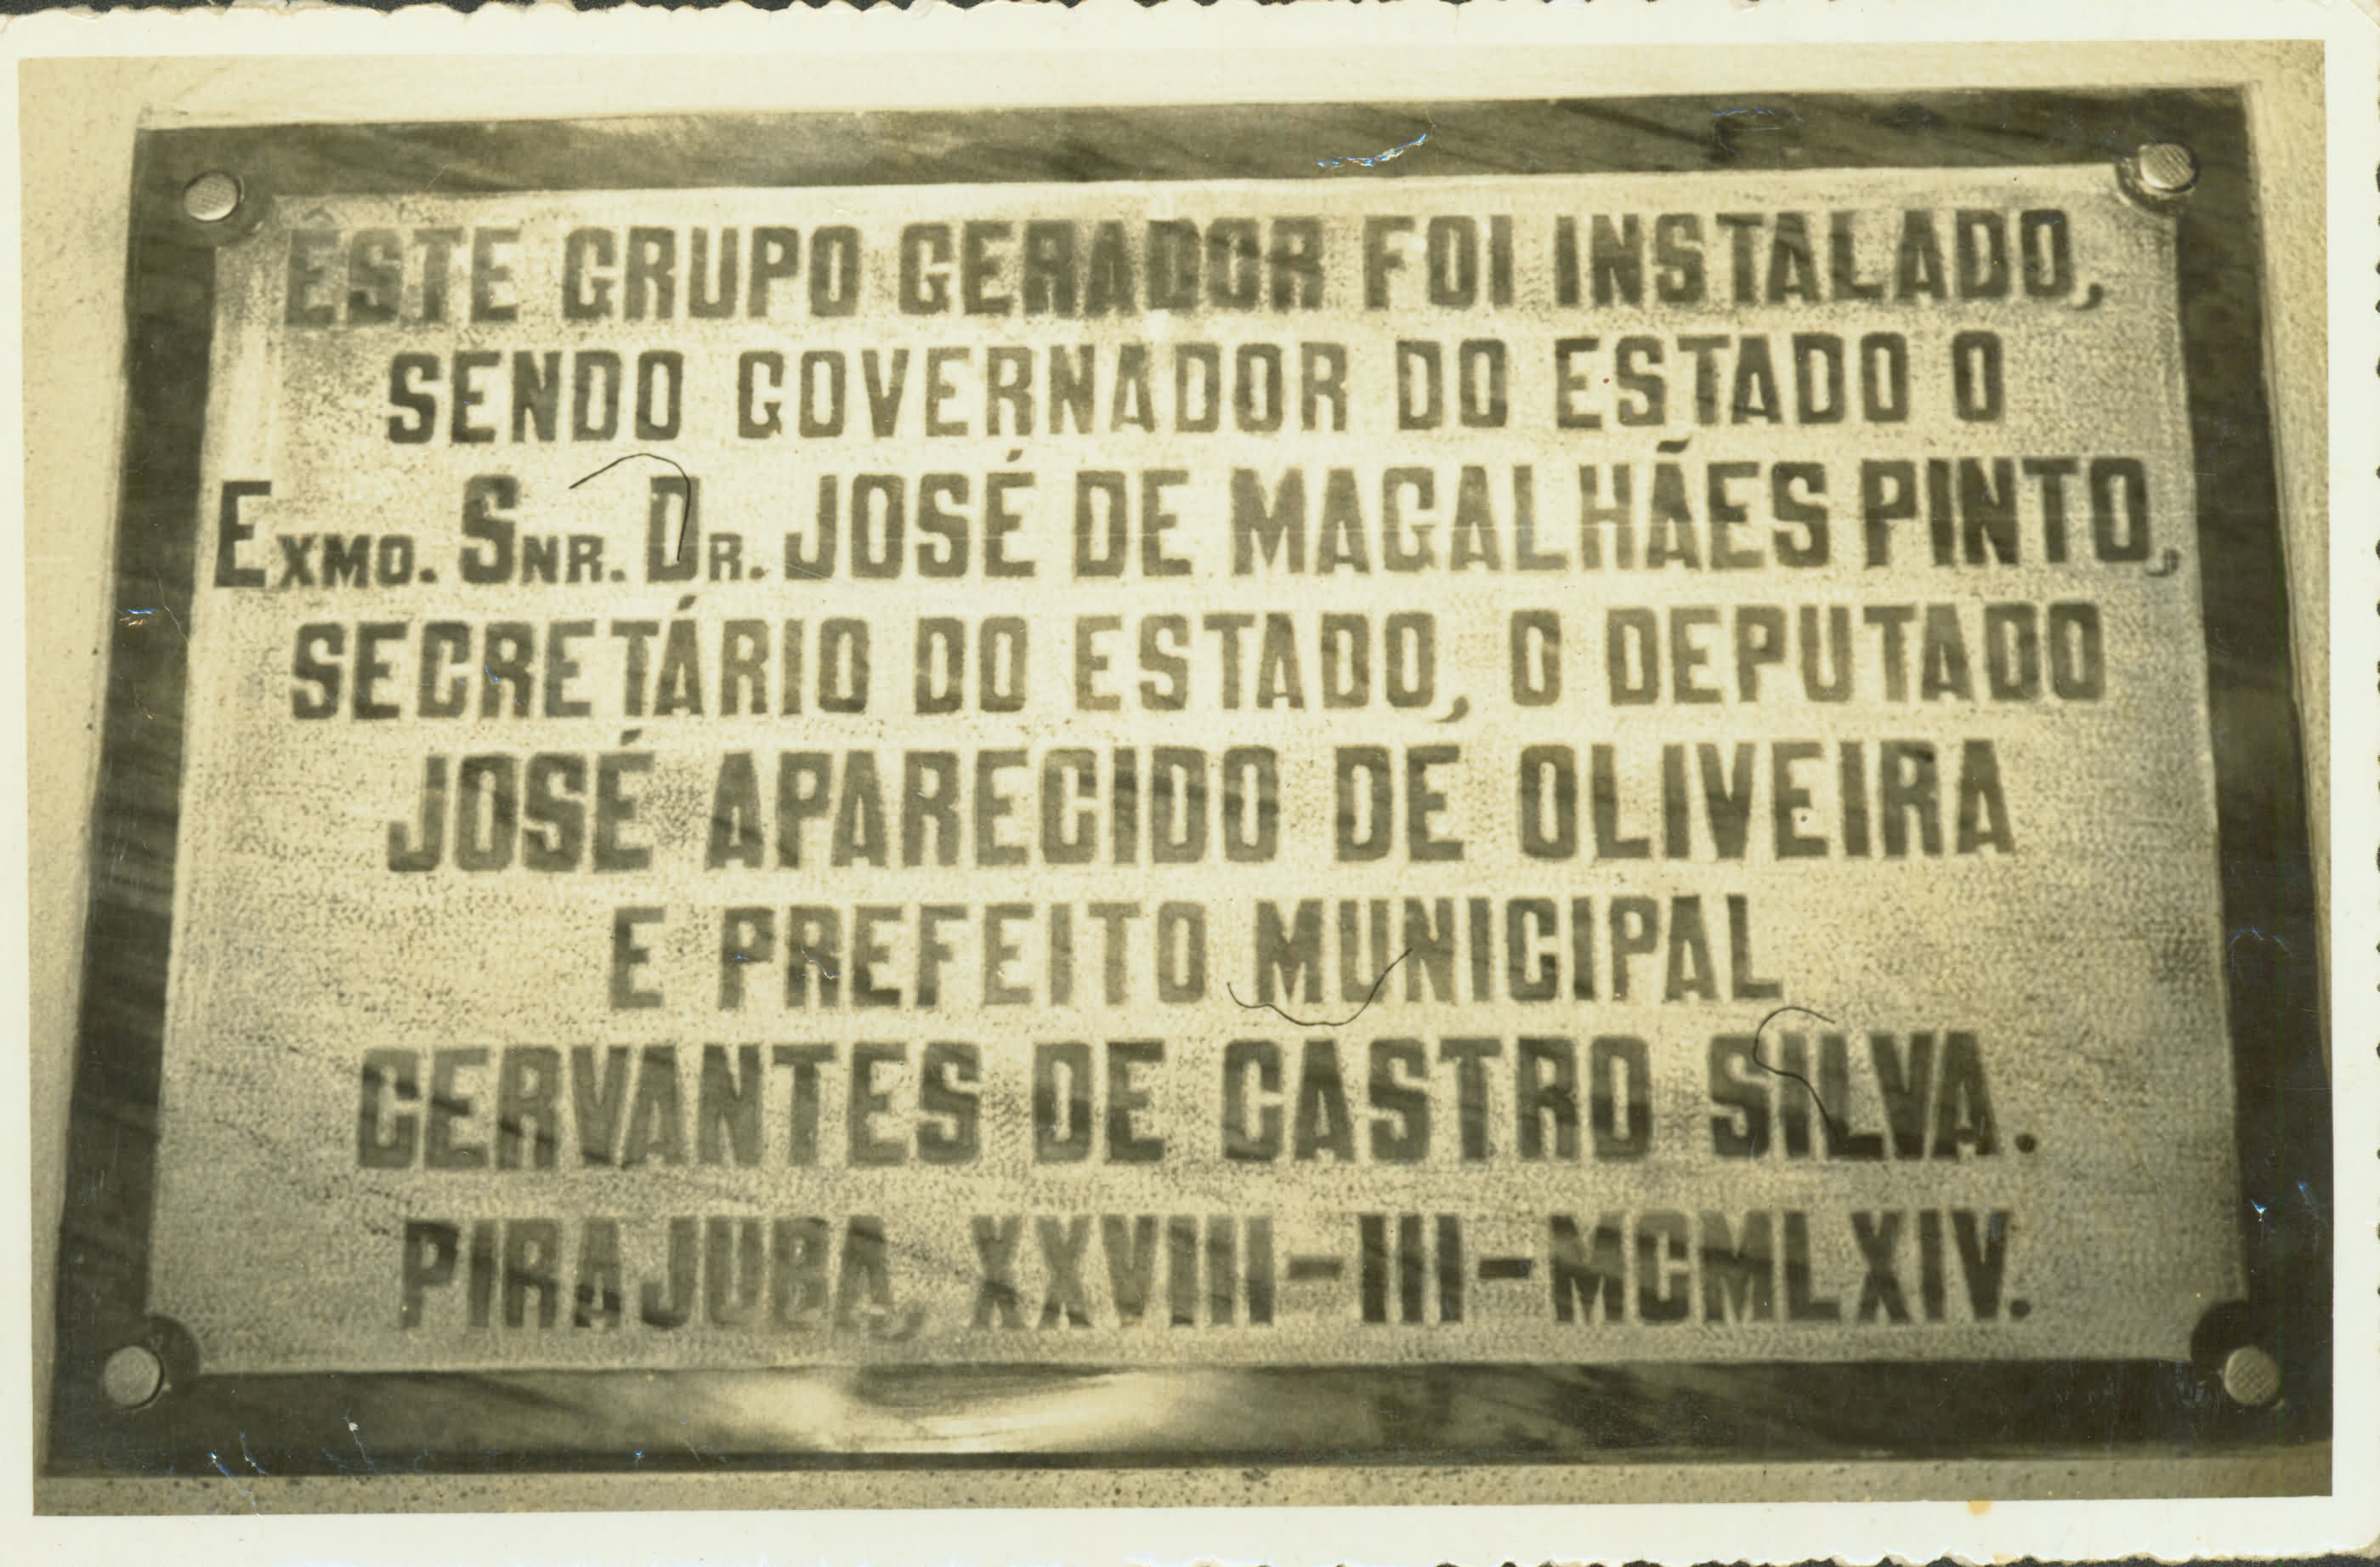 ÊSTE GRUPO GERADOR FOI INSTALADO,
SENDO GOVERNADOR DO ESTADO O
EXMO. SNR. DR. JOSÉ DE MAGALHÃES PINTO,
SECRETÁRIO DO ESTADO, O DEPUTADO
JOSÉ APARECIDO DE OLIVEIRA
E PREFEITO MUNICIPAL
CERVANTES DE CASTRO SILVA.
PIRAJUBA, XXVIII-III-MCMLXIV.